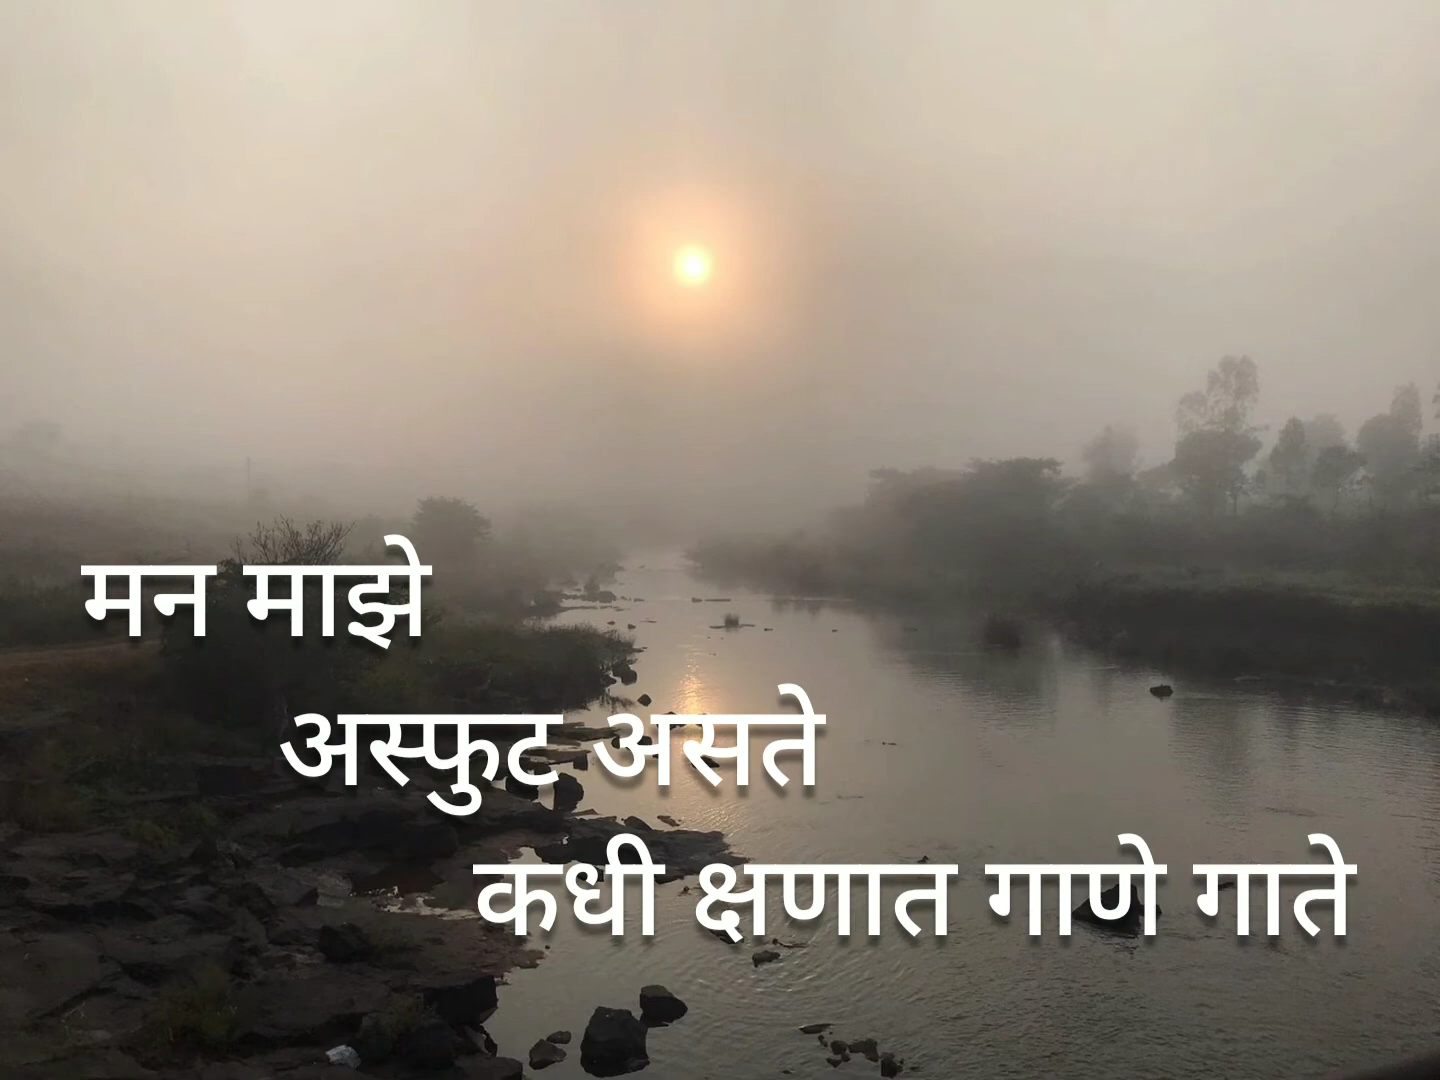 मन माझे
अस्फुट असते
कधी क्षणात गाणे गाते